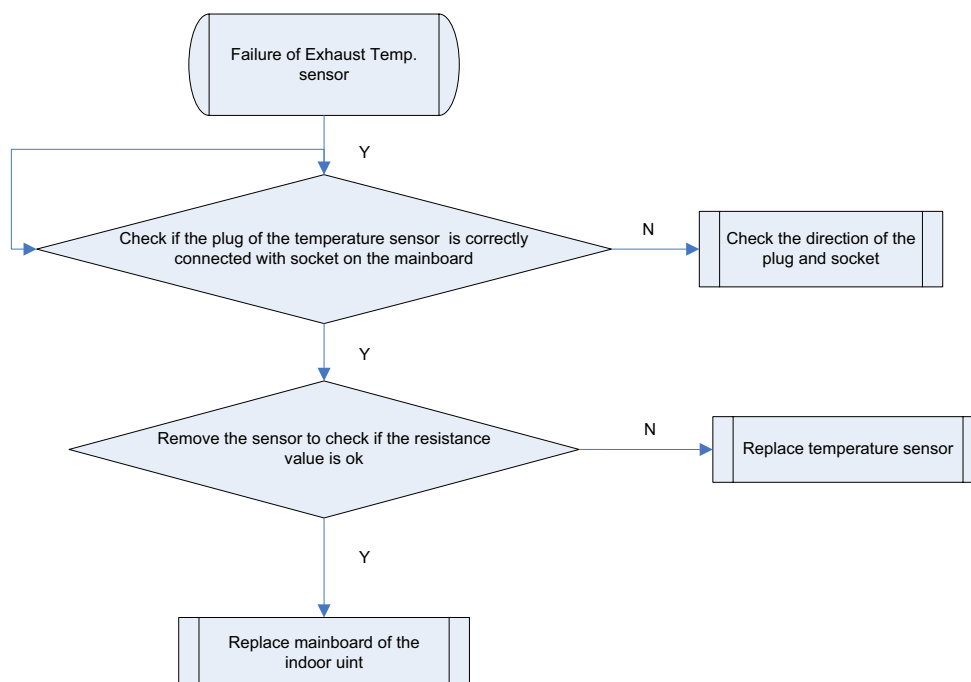 Failure of Exhaust Temp.
sensor
Y
Check if the plug of the temperature sensor is correctly
connected with socket on the mainboard
N
Check the direction of the
plug and socket
Y
Remove the sensor to check if the resistance
value is ok
N
Replace temperature sensor
Y
Replace mainboard of the
indoor uint